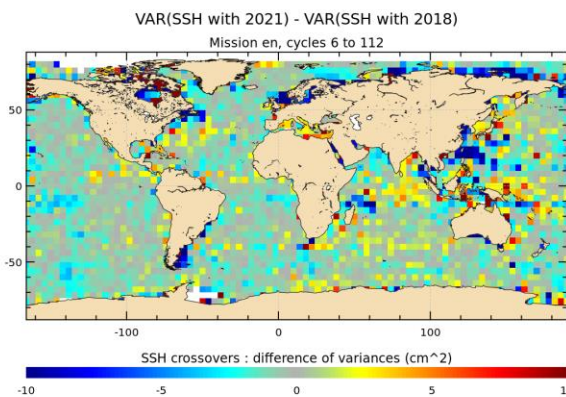 VAR(SSH with 2021) - VAR(SSH with 2018)
Mission en, cycles 6 to 112
50
0
-50
-100 0 100
SSH crossovers : difference of variances (cm^2)
-10 -5 0 5 1